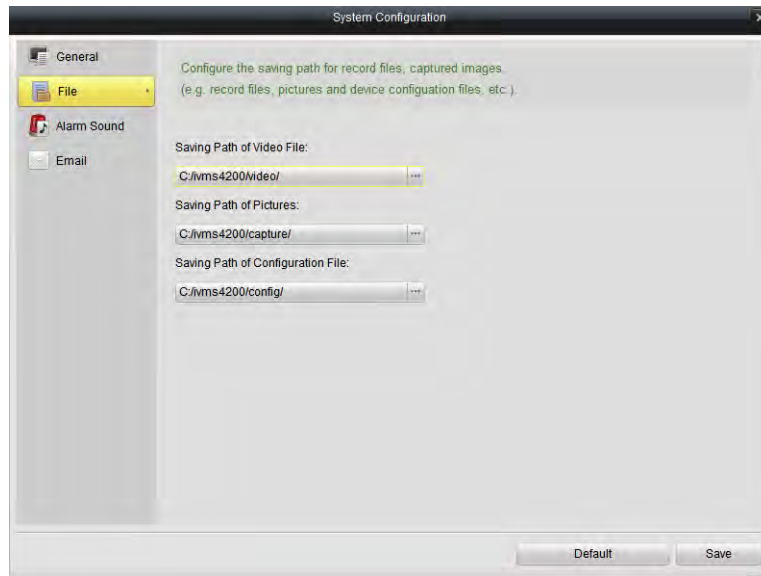 System Configuration
General
File
Alarm Sound
Email
Configure the saving path for record files, captured images.
(e.g. record files, pictures and device configuation files, etc.).
Saving Path of Video File:
C:/ivms4200/video/
Saving Path of Pictures:
C:/ivms4200/capture/
Saving Path of Configuration File:
C:/ivms4200/config/
Default
Save